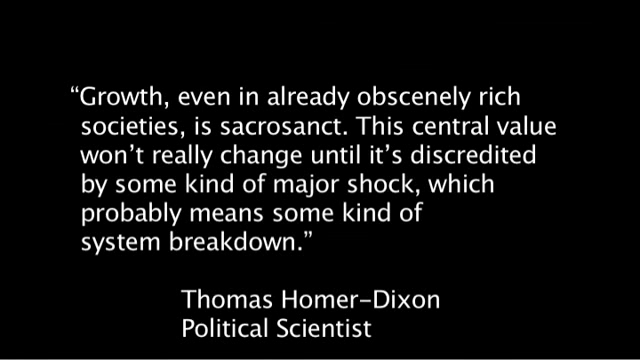 “Growth, even in already obscenely rich
societies, is sacrosanct. This central value
won’t really change until it’s discredited
by some kind of major shock, which
probably means some kind of
system breakdown.”
Thomas Homer–Dixon
Political Scientist